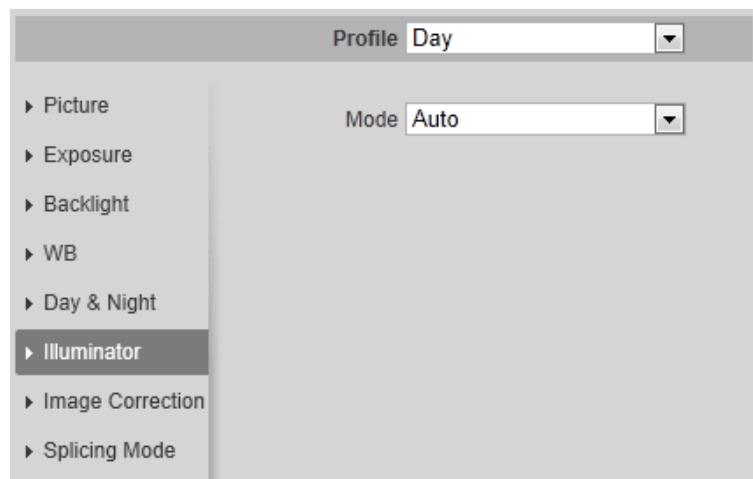 Profile Day
Mode Auto
Picture
Exposure
Backlight
WB
Day & Night
Illuminator
Image Correction
Splicing Mode